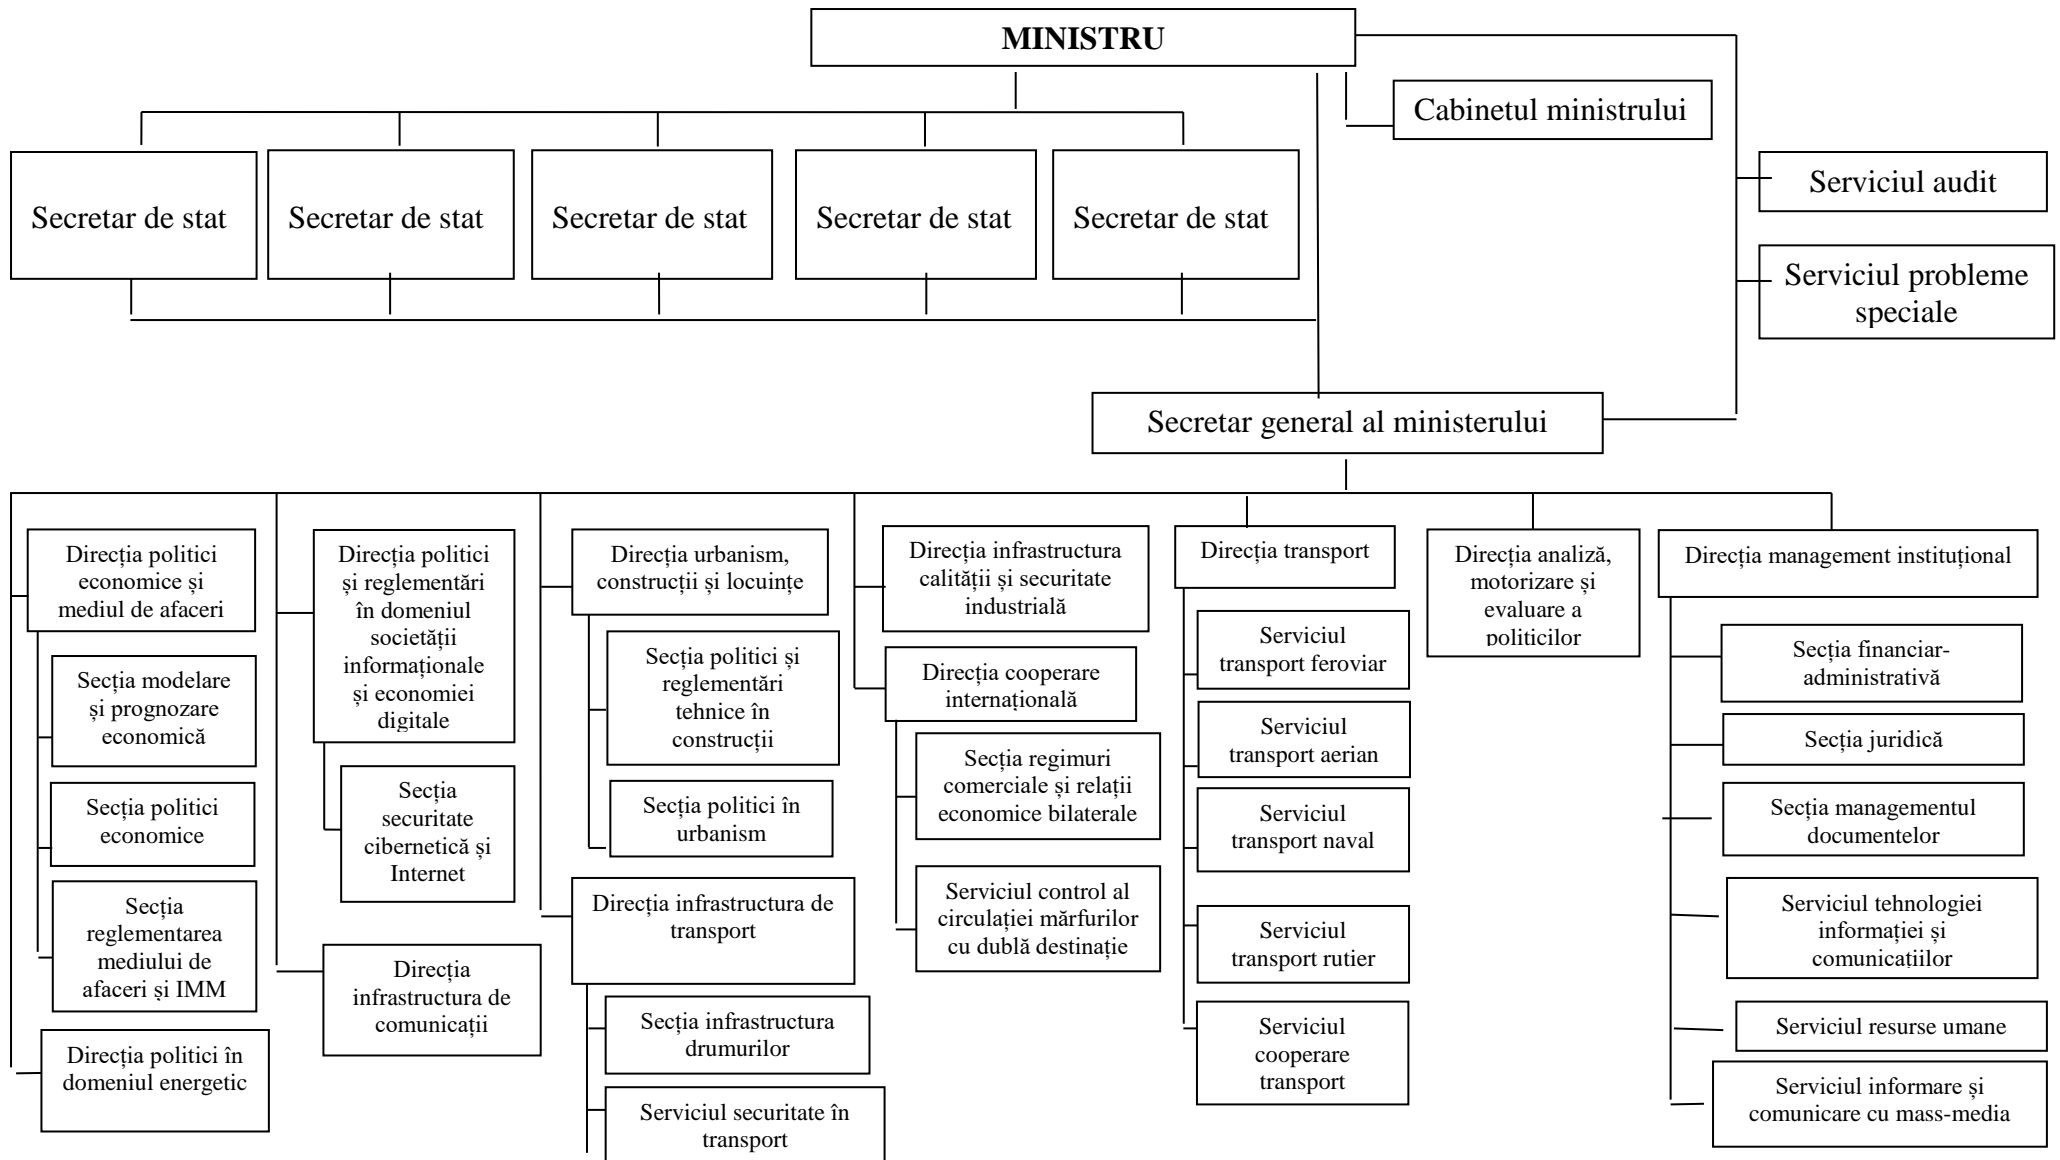 MINISTRU
Cabinetul ministrului
Serviciul audit
Serviciul probleme
speciale
Secretar de stat
Secretar de stat
Secretar de stat
Secretar de stat
Secretar de stat
Secretar general al ministerului
Direcția politici
economice și
mediul de afaceri
Secția modelare
și prognozare
economică
Secția politici
economice
Secția
reglementarea
mediului de
afaceri și IMM
Direcția politici în
domeniul energetic
Direcția politici
și reglementări
în domeniul
societății
informaționale
și economiei
digitale
Secția
securitate
cibernetică și
Internet
Direcția
infrastructura de
comunicații
Direcția urbanism,
construcții și locuințe
Secția politici și
reglementări
tehnice în
construcții
Secția politici în
urbanism
Direcția infrastructura de
transport
Secția infrastructura
drumurilor
Serviciul securitate în
transport
Direcția infrastructura
calității și securitate
industrială
Direcția cooperare
internațională
Secția regimuri
comerciale și relații
economice bilaterale
Serviciul control al
circulației mărfurilor
cu dublă destinație
Direcția transport
Serviciul
transport feroviar
Serviciul
transport aerian
Serviciul
transport naval
Serviciul
transport rutier
Serviciul
cooperare
transport
Direcția analiză,
motorizare și
evaluare a
politicilor
Direcția management instituțional
Secția financiar-
administrativă
Secția juridică
Secția managementul
documentelor
Serviciul tehnologiei
informației și
comunicațiilor
Serviciul resurse umane
Serviciul informare și
comunicare cu mass-media